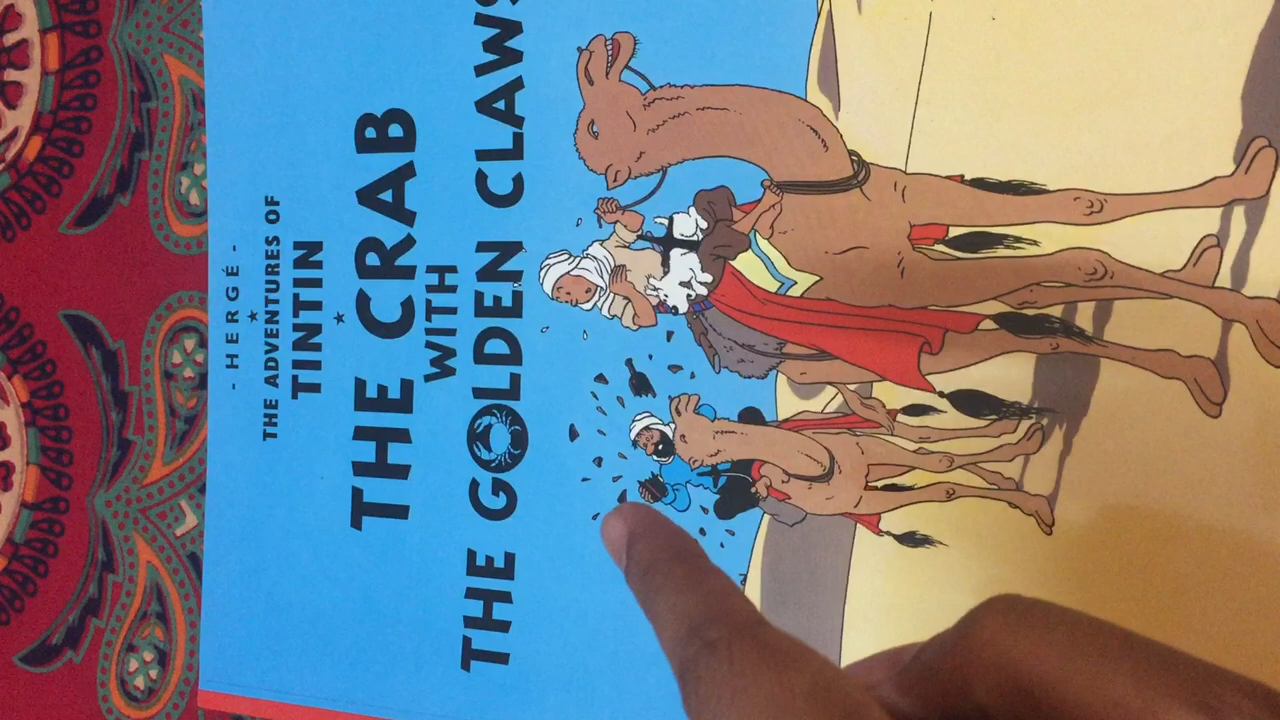 - HERGÉ -
THE ADVENTURES OF
TINTIN
THE CRAB
WITH
THE GOLDEN CLAWS